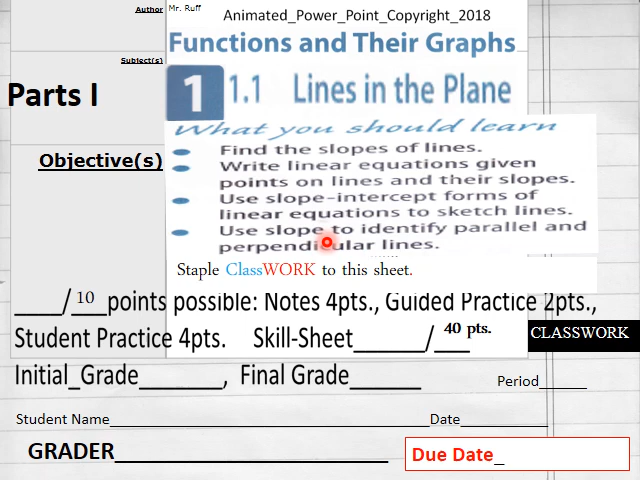 Author
Mr. Ruff
Animated_Power_Point_Copyright_2018
Functions and Their Graphs
Subject(s)
Parts I
1
1.1 Lines in the Plane
What you should learn
Objective(s)
Find the slopes of lines.
Write linear equations given
points on lines and their slopes.
Use slope-intercept forms of
linear equations to sketch lines.
Use slope to identify parallel and
perpendicular lines.
Staple ClassWORK to this sheet.
____/10 points possible: Notes 4pts., Guided Practice 2pts.,
Student Practice 4pts. Skill-Sheet______/___ 40 pts.
CLASSWORK
Initial_Grade_______, Final Grade______
Period______
Student Name________________________________________Date___________
GRADER_______________________
Due Date_